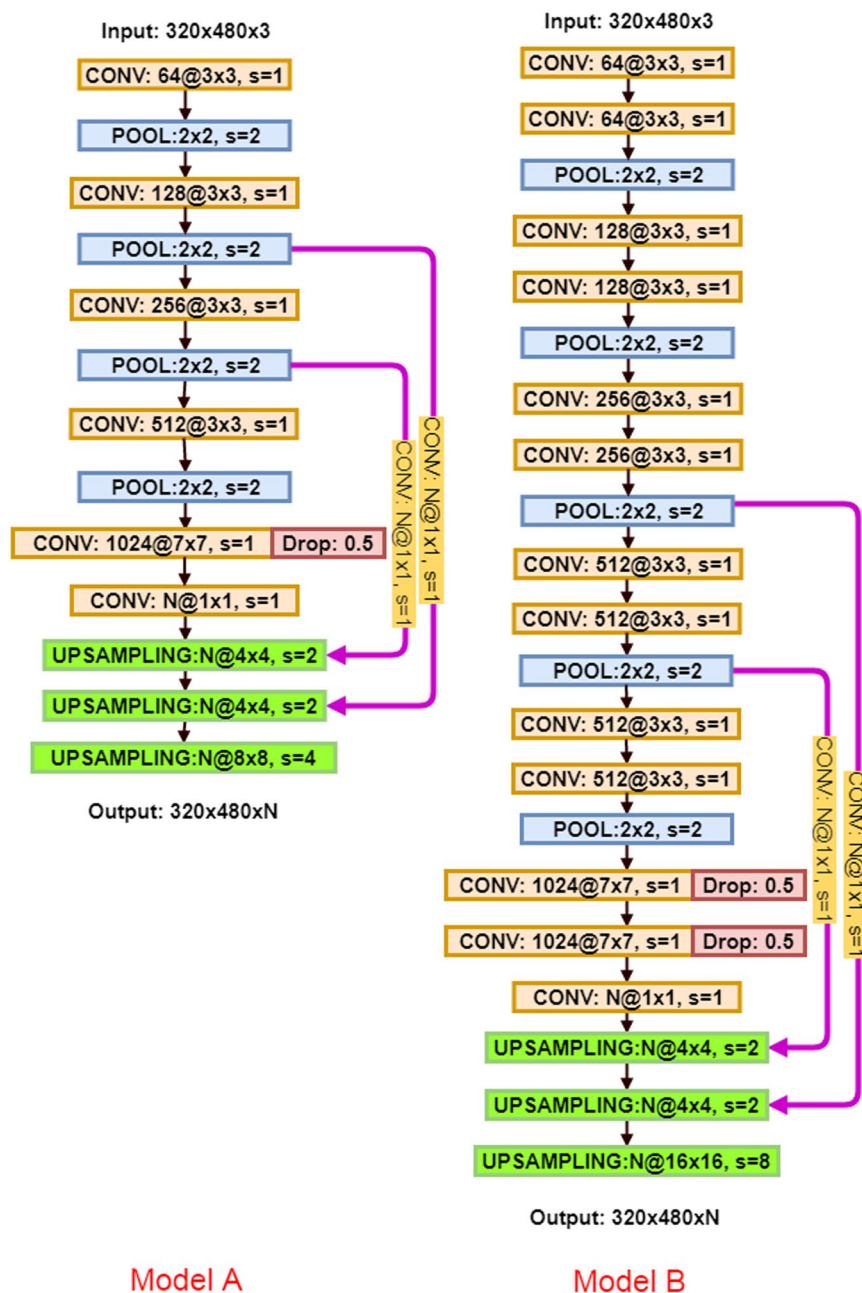 Input: 320x480x3
CONV: 64@3x3, s=1
POOL:2x2, s=2
CONV: 128@3x3, s=1
POOL:2x2, s=2
CONV: 256@3x3, s=1
POOL:2x2, s=2
CONV: 512@3x3, s=1
POOL:2x2, s=2
CONV: 1024@7x7, s=1 Drop: 0.5
CONV: N@1x1, s=1
UPSAMPLING:N@4x4, s=2
UPSAMPLING:N@4x4, s=2
UPSAMPLING:N@8x8, s=4
Output: 320x480xN
CONV: N@1x1, s=1
CONV: N@1x1, s=1
Model A
Input: 320x480x3
CONV: 64@3x3, s=1
CONV: 64@3x3, s=1
POOL:2x2, s=2
CONV: 128@3x3, s=1
CONV: 128@3x3, s=1
POOL:2x2, s=2
CONV: 256@3x3, s=1
CONV: 256@3x3, s=1
POOL:2x2, s=2
CONV: 512@3x3, s=1
CONV: 512@3x3, s=1
POOL:2x2, s=2
CONV: 512@3x3, s=1
CONV: 512@3x3, s=1
POOL:2x2, s=2
CONV: 1024@7x7, s=1 Drop: 0.5
CONV: 1024@7x7, s=1 Drop: 0.5
CONV: N@1x1, s=1
UPSAMPLING:N@4x4, s=2
UPSAMPLING:N@4x4, s=2
UPSAMPLING:N@16x16, s=8
Output: 320x480xN
CONV: N@1x1, s=1
CONV: N@1x1, s=1
Model B